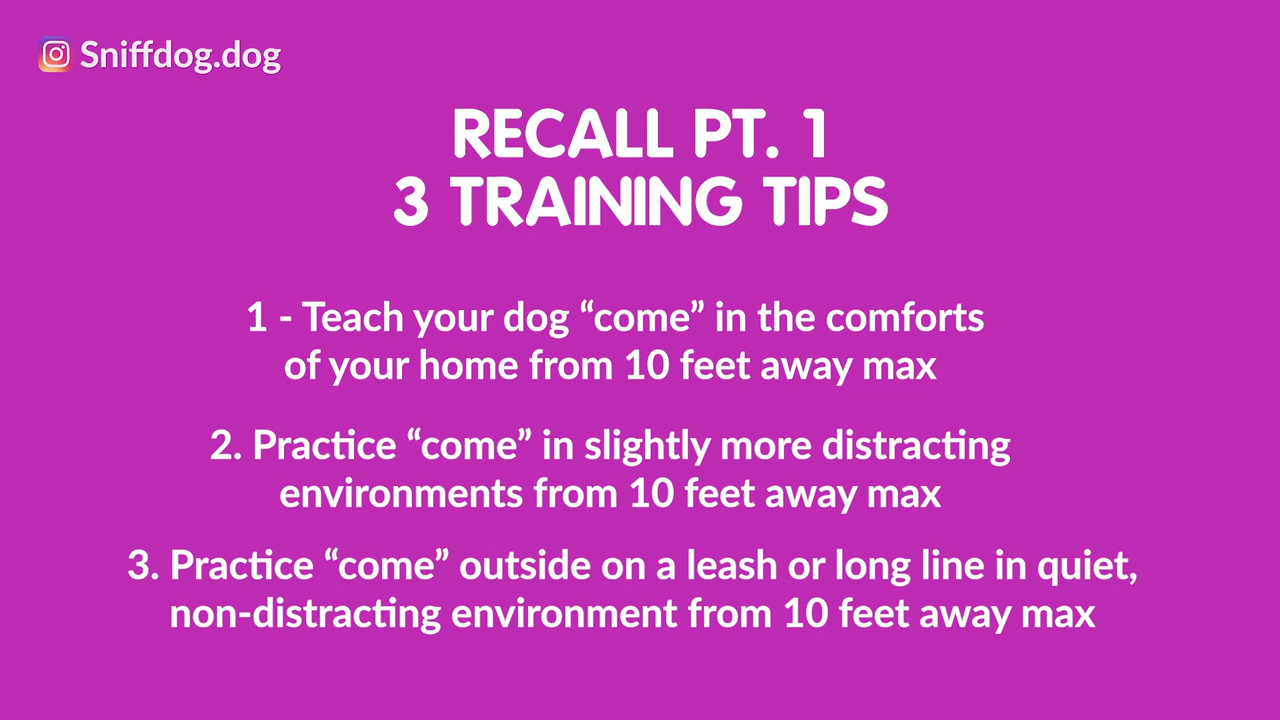 Sniffdog.dog
RECALL PT. 1
3 TRAINING TIPS
1 - Teach your dog “come” in the comforts
of your home from 10 feet away max
2. Practice “come” in slightly more distracting
environments from 10 feet away max
3. Practice “come” outside on a leash or long line in quiet,
non-distracting environment from 10 feet away max